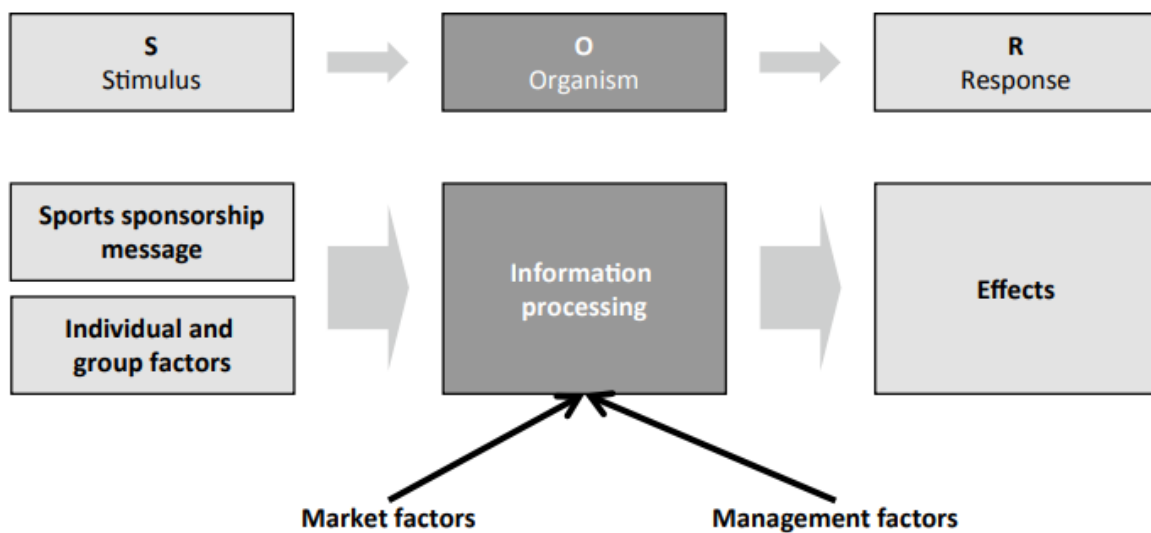 S
Stimulus
O
Organism
R
Response
Sports sponsorship
message
Individual and
group factors
Information
processing
Effects
Market factors
Management factors